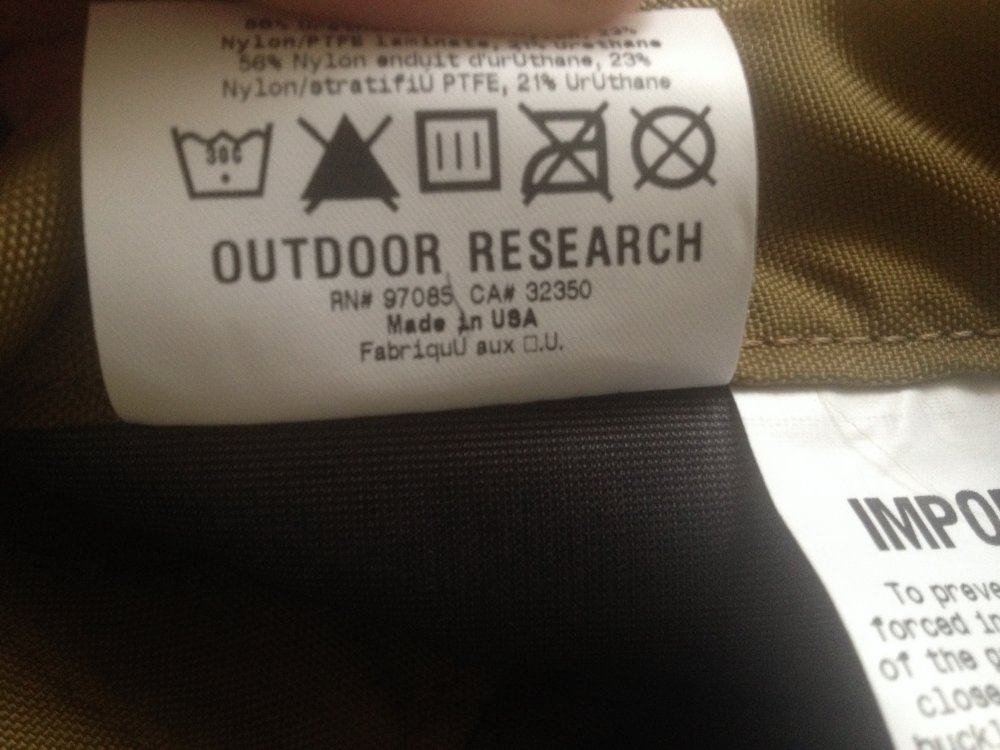 Nylon/PTFE laminate, 21% Urethane
56% Nylon enduit d'urÙthane, 23%
Nylon/stratifiÙ PTFE, 21% UrÙthane
30C
OUTDOOR RESEARCH
RN# 97085 CA# 32350
Made in USA
FabriquÙ aux □.U.
IMPO
To preve
forced in
of the g
close
buckl